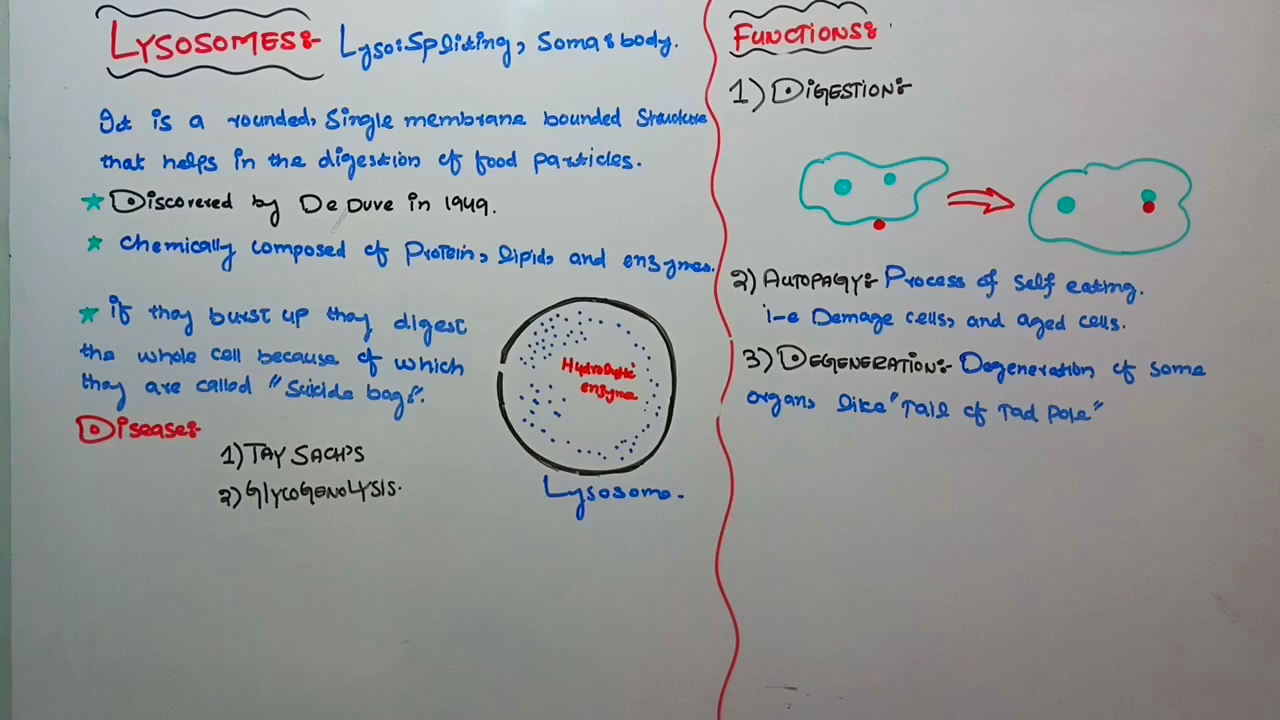 LYSOSOMES:- Lyso:Spliting, Soma:body.
It is a rounded, Single membrane bounded Structure
that helps in the digestion of food particles.
★ Discovered by De Duve in 1949.
★ Chemically composed of Protein, lipids and enzymes.
★ If they burst up they digest
the whole cell because of which
they are called "Suicide bags".
Disease:
1) TAY SACH'S
2) GLYCOGENOLYSIS.
Hydrolytic
enzyme
Lysosome.
FUNCTIONS:
1) DIGESTION:-
2) AUTOPAGY:- Process of self eating.
i-e Demage cells, and aged cells.
3) DEGENERATION:- Degeneration of some
organs like "Tail of Tad Pole"